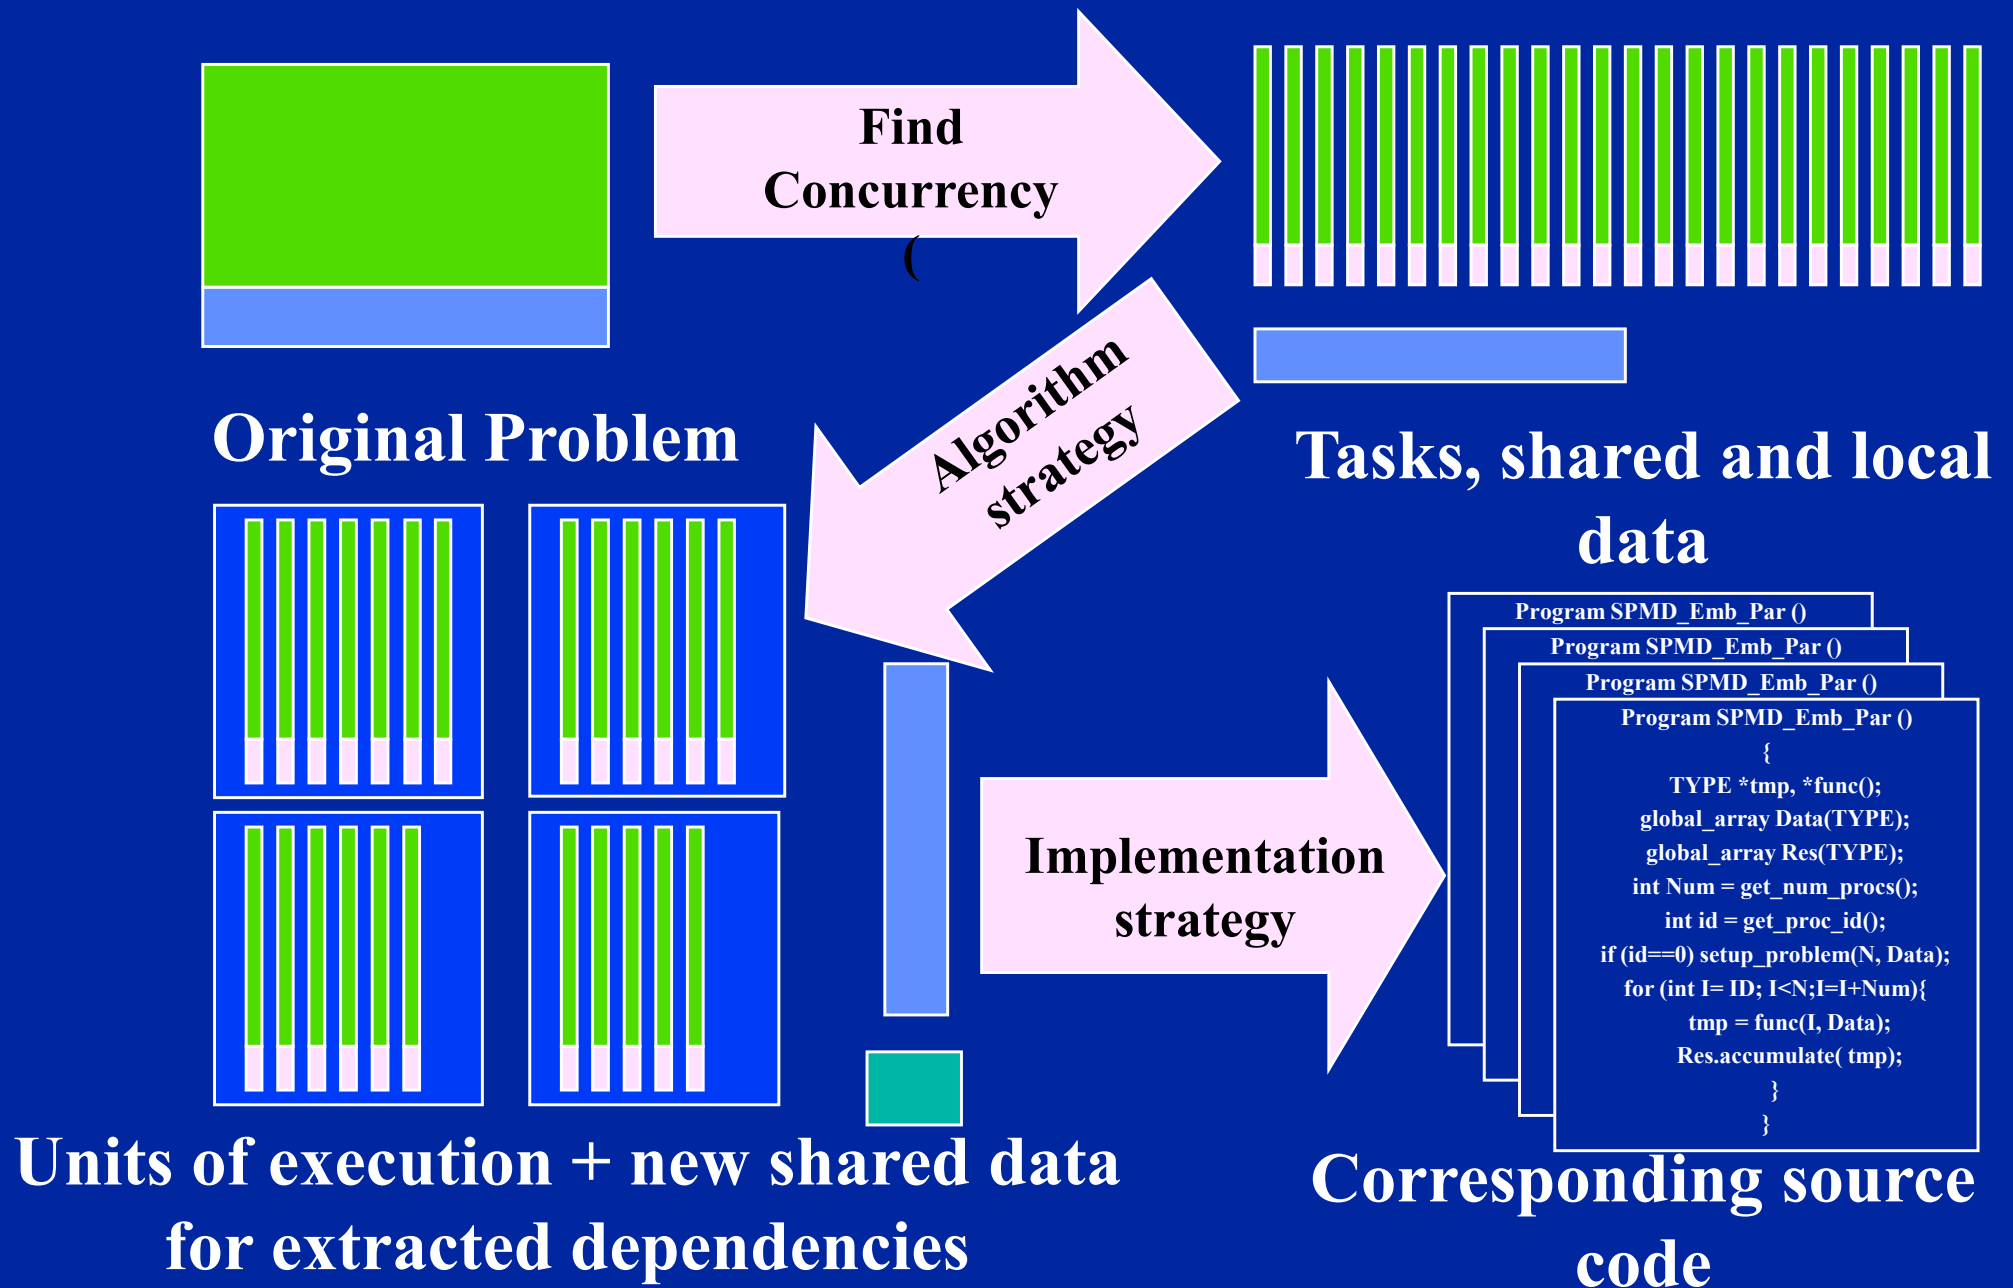 Find
Concurrency
(
Original Problem
Algorithm
strategy
Tasks, shared and local
data
Program SPMD_Emb_Par ()
Program SPMD_Emb_Par ()
Program SPMD_Emb_Par ()
Program SPMD_Emb_Par ()
{
TYPE *tmp, *func();
global_array Data(TYPE);
global_array Res(TYPE);
int Num = get_num_procs();
int id = get_proc_id();
if (id==0) setup_problem(N, Data);
for (int I= ID; I<N;I=I+Num){
tmp = func(I, Data);
Res.accumulate( tmp);
}
}
Implementation
strategy
Units of execution + new shared data
for extracted dependencies
Corresponding source
code